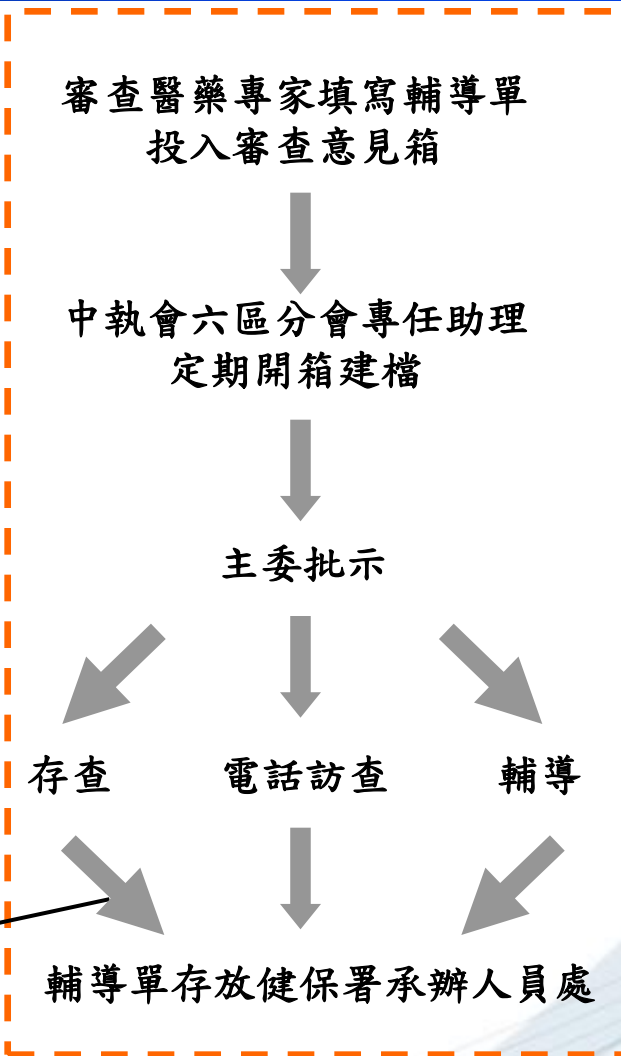 審查醫藥專家填寫輔導單
投入審查意見箱
中執會六區分會專任助理
定期開箱建檔
主委批示
存查
電話訪查
輔導
輔導單存放健保署承辦人員處